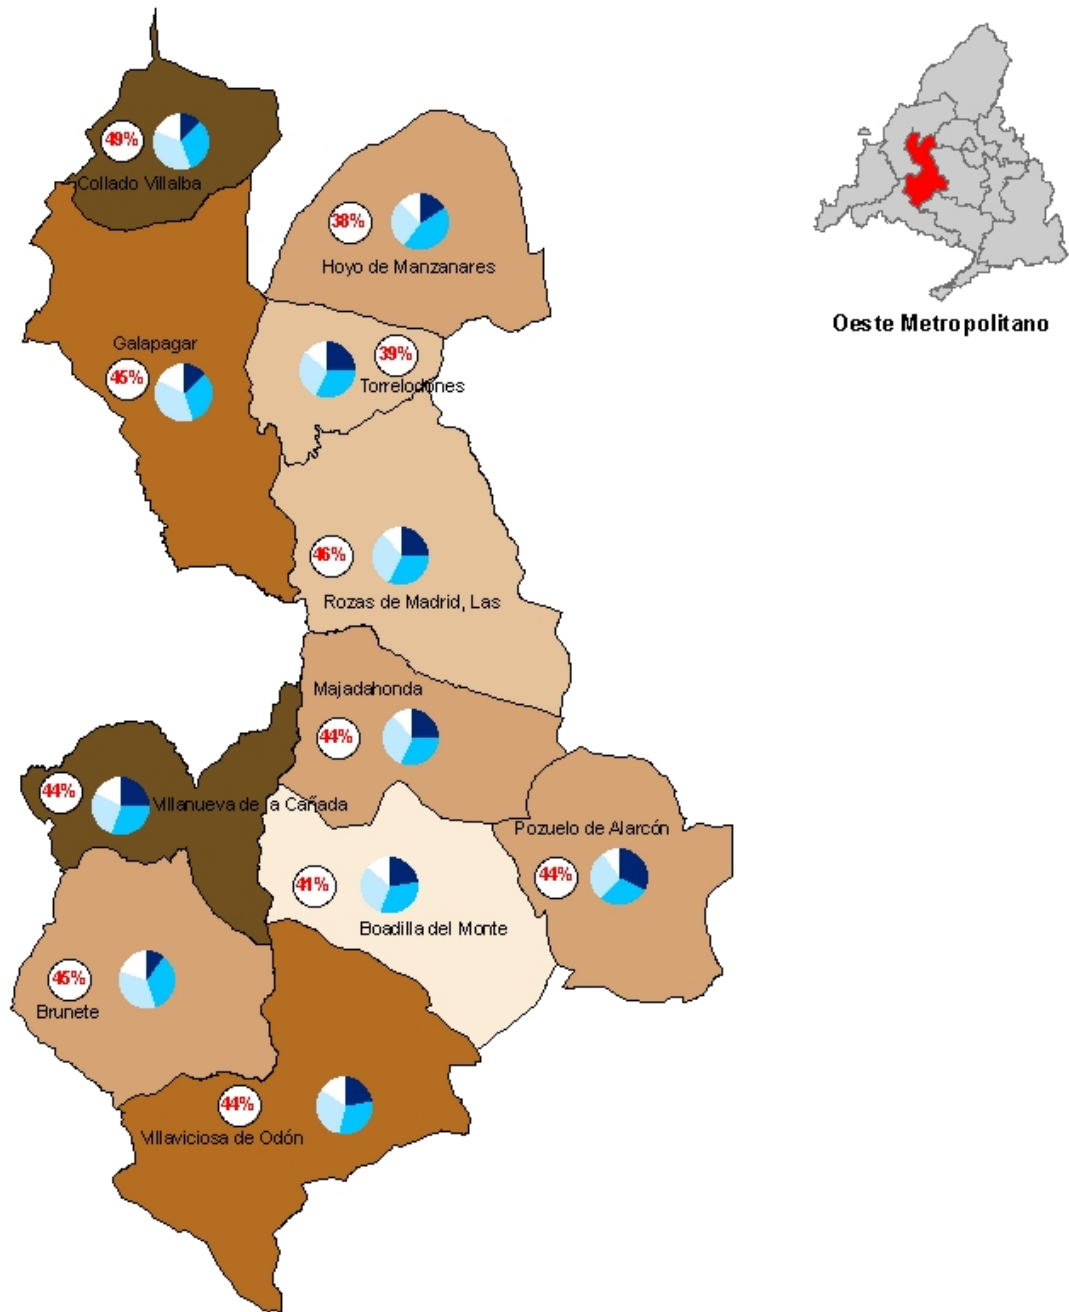 49%
Collado Villalba
38%
Hoyo de Manzanares
Oeste Metropolitano
Galapagar
45%
39%
Torrelodones
46%
Rozas de Madrid, Las
Majadahonda
44%
44%
Villanueva de la Cañada
Pozuelo de Alarcón
44%
41%
Boadilla del Monte
45%
Brunete
44%
Villaviciosa de Odón